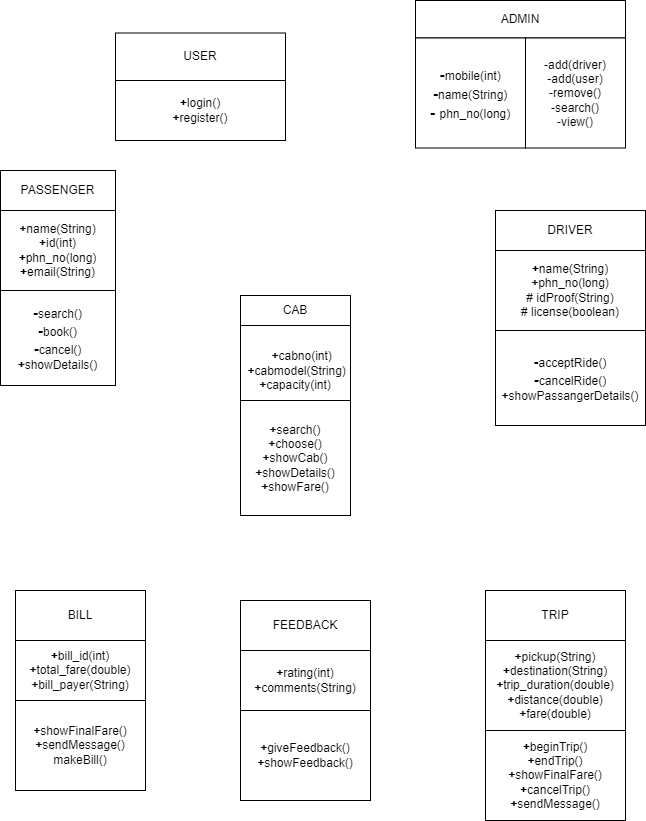 USER
+login()
+register()
ADMIN
-mobile(int)
-name(String)
- phn_no(long)
-add(driver)
-add(user)
-remove()
-search()
-view()
PASSENGER
+name(String)
+id(int)
+phn_no(long)
+email(String)
-search()
-book()
-cancel()
+showDetails()
DRIVER
+name(String)
+phn_no(long)
# idProof(String)
# license(boolean)
-acceptRide()
-cancelRide()
+showPassangerDetails()
CAB
+cabno(int)
+cabmodel(String)
+capacity(int)
+search()
+choose()
+showCab()
+showDetails()
+showFare()
BILL
+bill_id(int)
+total_fare(double)
+bill_payer(String)
+showFinalFare()
+sendMessage()
makeBill()
FEEDBACK
+rating(int)
+comments(String)
+giveFeedback()
+showFeedback()
TRIP
+pickup(String)
+destination(String)
+trip_duration(double)
+distance(double)
+fare(double)
+beginTrip()
+endTrip()
+showFinalFare()
+cancelTrip()
+sendMessage()